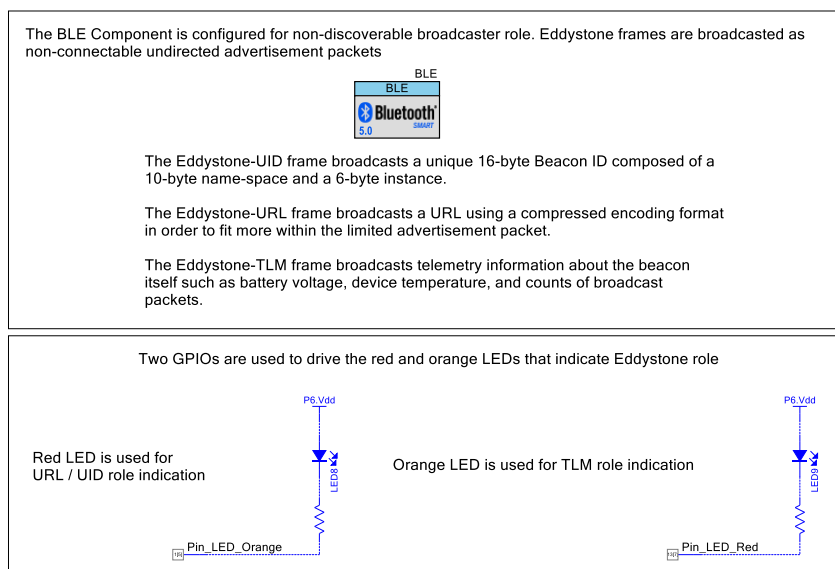 The BLE Component is configured for non-discoverable broadcaster role. Eddystone frames are broadcasted as
non-connectable undirected advertisement packets
BLE
BLE
Bluetooth
SMART
5.0
The Eddystone-UID frame broadcasts a unique 16-byte Beacon ID composed of a
10-byte name-space and a 6-byte instance.
The Eddystone-URL frame broadcasts a URL using a compressed encoding format
in order to fit more within the limited advertisement packet.
The Eddystone-TLM frame broadcasts telemetry information about the beacon
itself such as battery voltage, device temperature, and counts of broadcast
packets.
Two GPIOs are used to drive the red and orange LEDs that indicate Eddystone role
P6.Vdd
P6.Vdd
Red LED is used for
URL / UID role indication
LED8
Orange LED is used for TLM role indication
LED9
Pin_LED_Orange
Pin_LED_Red